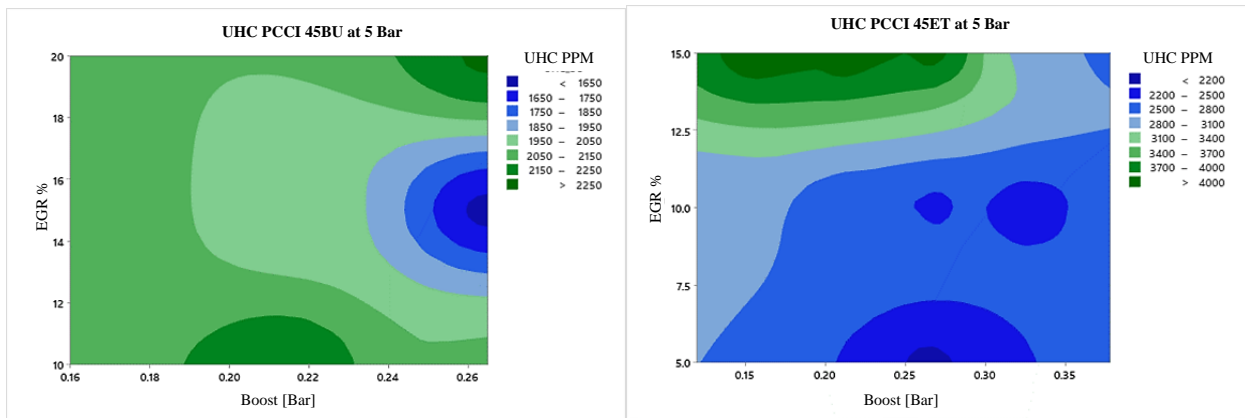 UHC PCCI 45BU at 5 Bar
UHC PPM
< 1650
1650 – 1750
1750 – 1850
1850 – 1950
1950 – 2050
2050 – 2150
2150 – 2250
> 2250
20
18
16
14
12
10
EGR %
0.16 0.18 0.20 0.22 0.24 0.26
Boost [Bar]
UHC PCCI 45ET at 5 Bar
UHC PPM
< 2200
2200 – 2500
2500 – 2800
2800 – 3100
3100 – 3400
3400 – 3700
3700 – 4000
> 4000
15.0
12.5
10.0
7.5
5.0
EGR %
0.15 0.20 0.25 0.30 0.35
Boost [Bar]